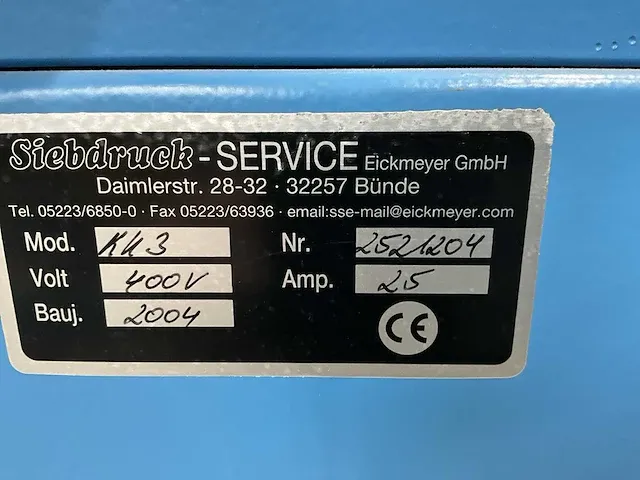 Siebdruck - SERVICE Eickmeyer GmbH
Daimlerstr. 28-32 · 32257 Bünde
Tel. 05223/6850-0 · Fax 05223/63936 · email:sse-mail@eickmeyer.com
Mod. KK3 Nr. 2521204
Volt 400V Amp. 25
Bauj. 2004 CE